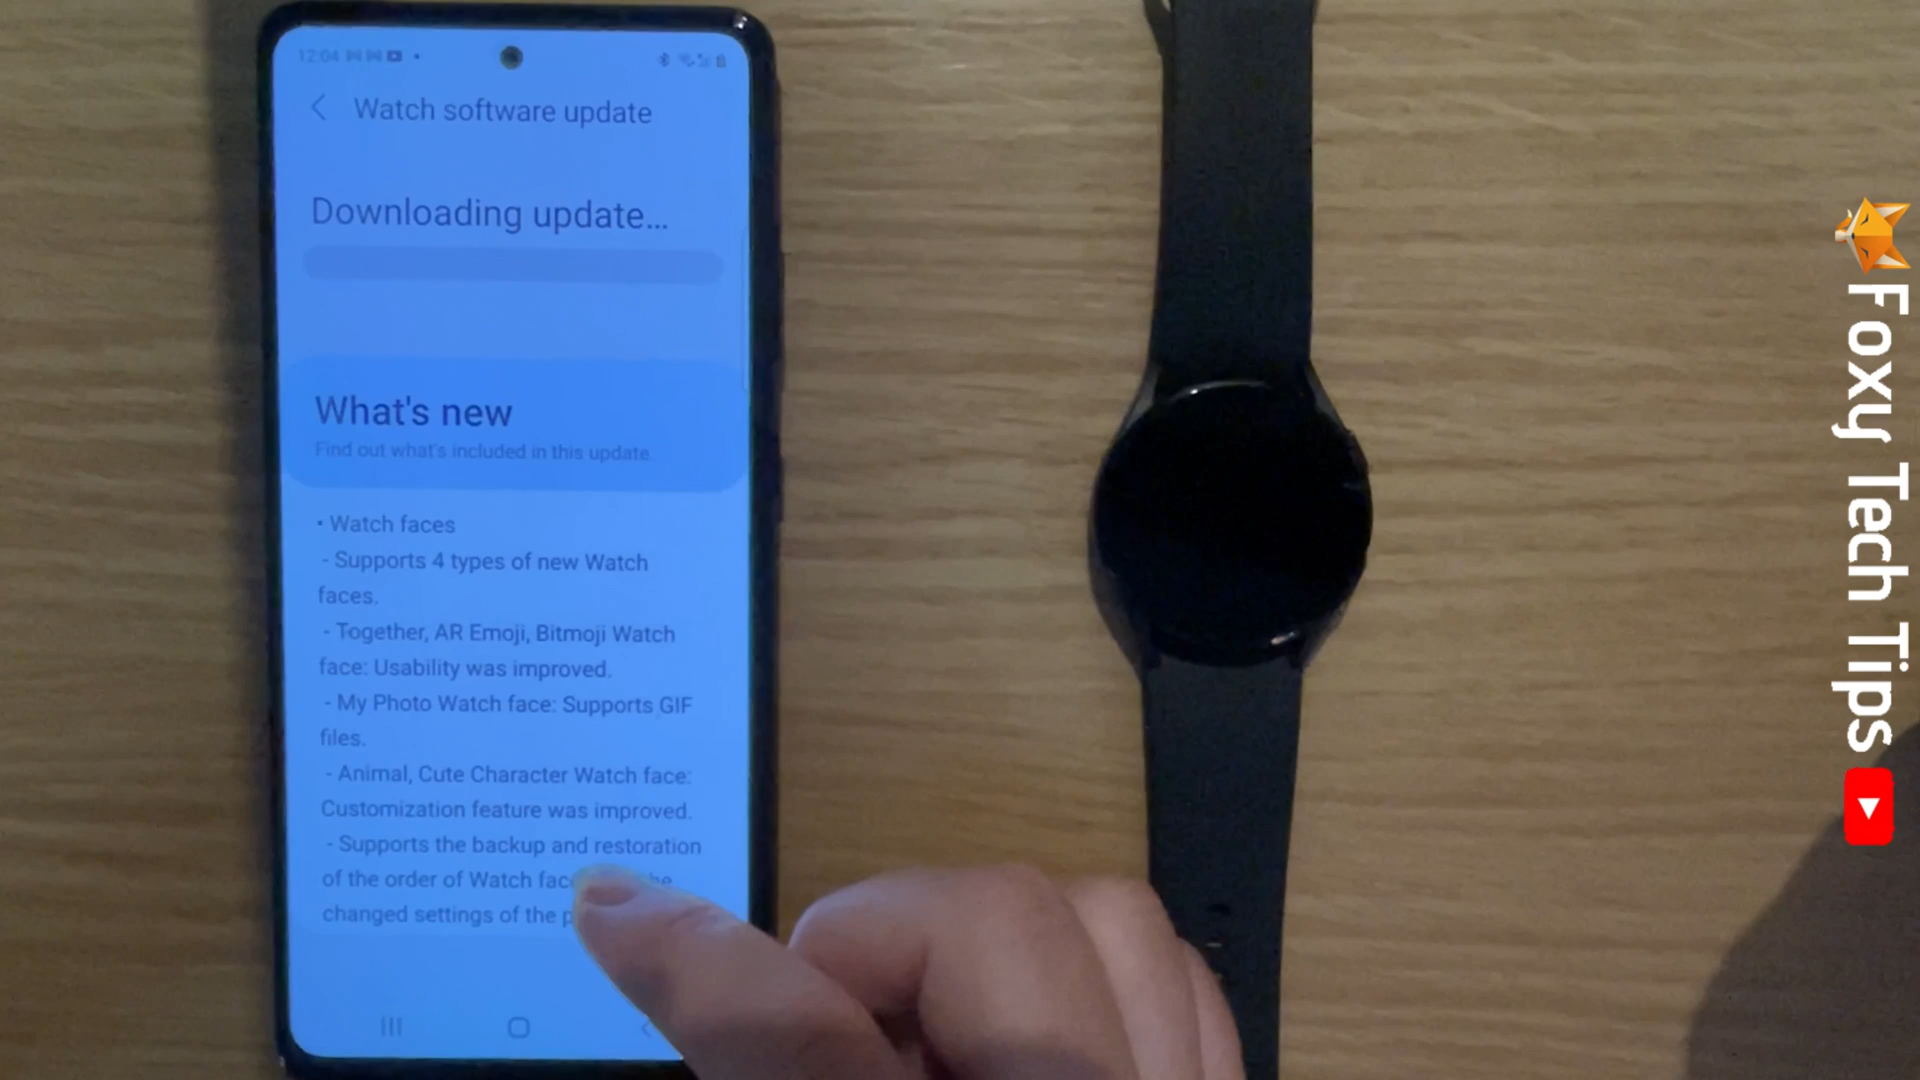 12:04
Watch software update
Downloading update...
What's new
Find out what's included in this update.
• Watch faces
- Supports 4 types of new Watch
faces.
- Together, AR Emoji, Bitmoji Watch
face: Usability was improved.
- My Photo Watch face: Supports GIF
files.
- Animal, Cute Character Watch face:
Customization feature was improved.
- Supports the backup and restoration
of the order of Watch
changed settings of the
Foxy Tech Tips